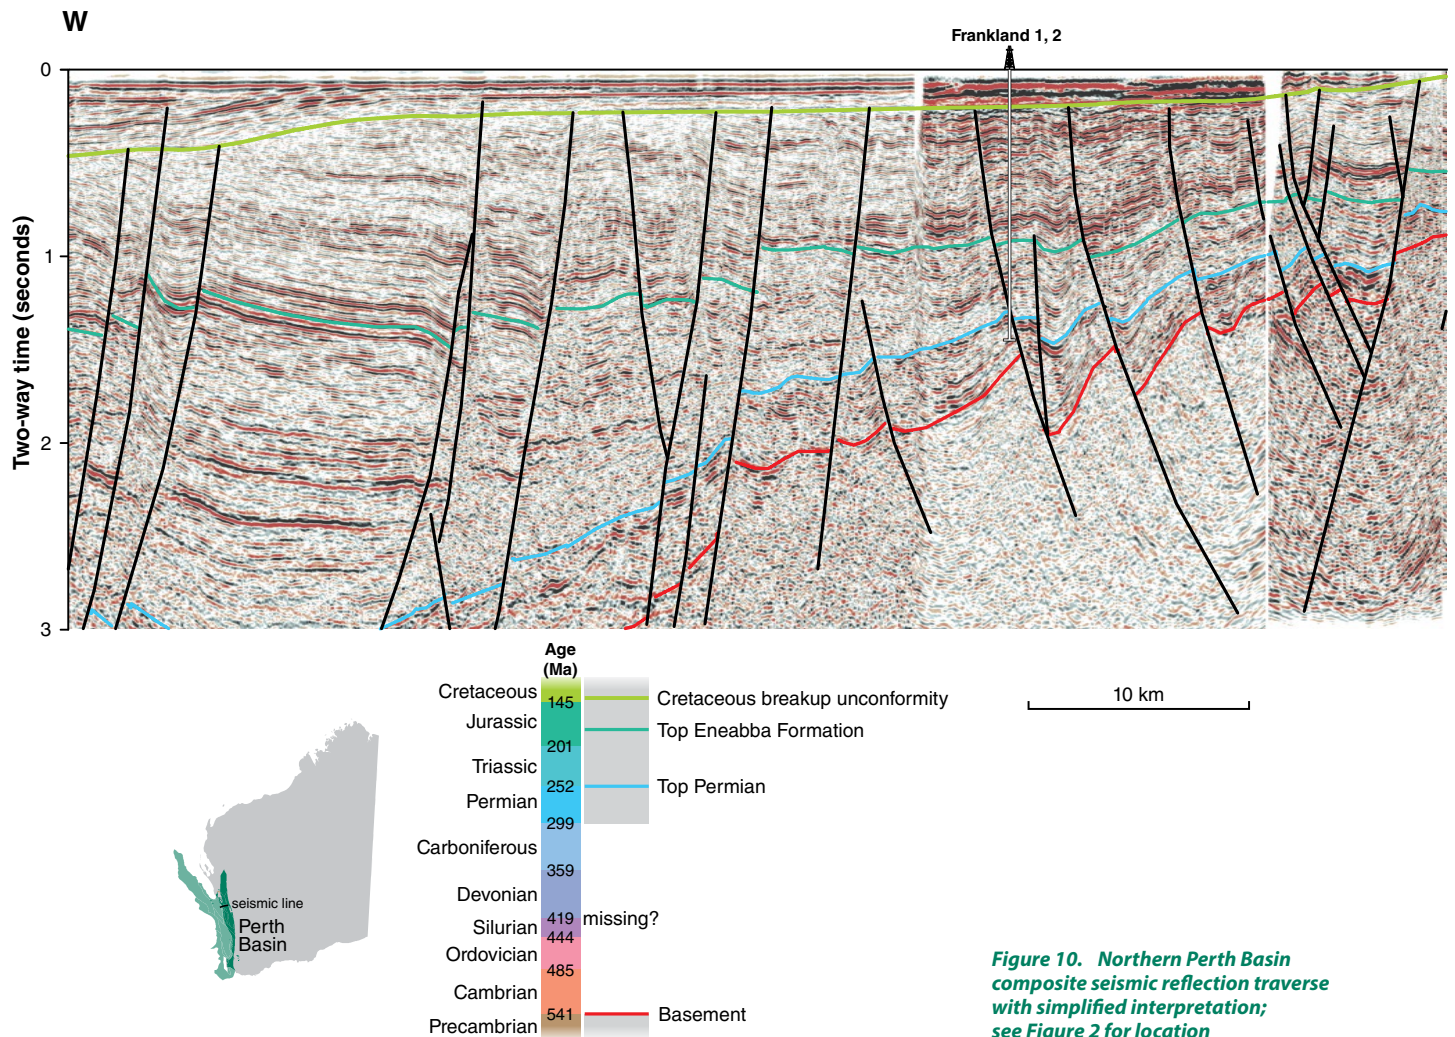 W
Frankland 1, 2
0
1
2
3
Two-way time (seconds)
Age
(Ma)
Cretaceous
145
Jurassic
201
Triassic
252
Permian
299
Carboniferous
359
Devonian
419
Silurian
444
Ordovician
485
Cambrian
541
Precambrian
Cretaceous breakup unconformity
Top Eneabba Formation
Top Permian
missing?
Basement
10 km
seismic line
Perth
Basin
Figure 10. Northern Perth Basin
composite seismic reflection traverse
with simplified interpretation;
see Figure 2 for location